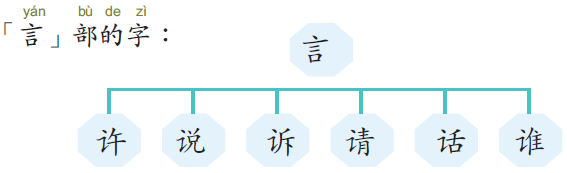 yán bù de zì
「言」部的字：
言
许 说 诉 请 话 谁